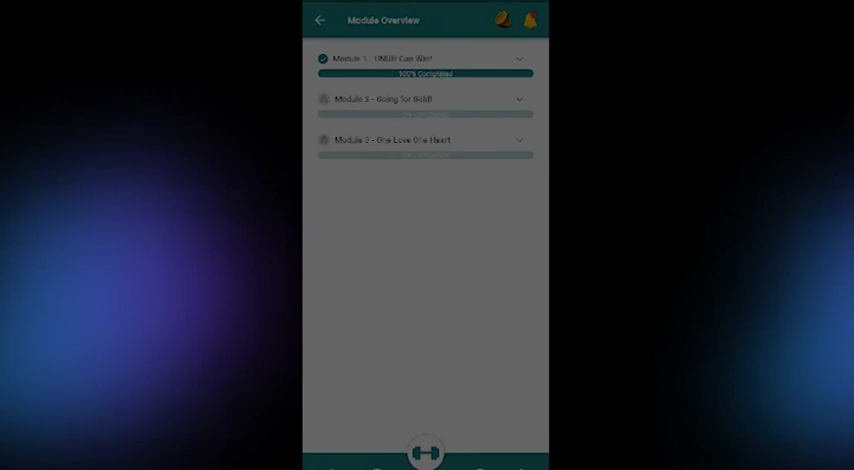 Module Overview
Module 1 - UNUH Can Win!
100% Completed
Module 2 - Going for Gold!
Module 3 - One Love One Heart